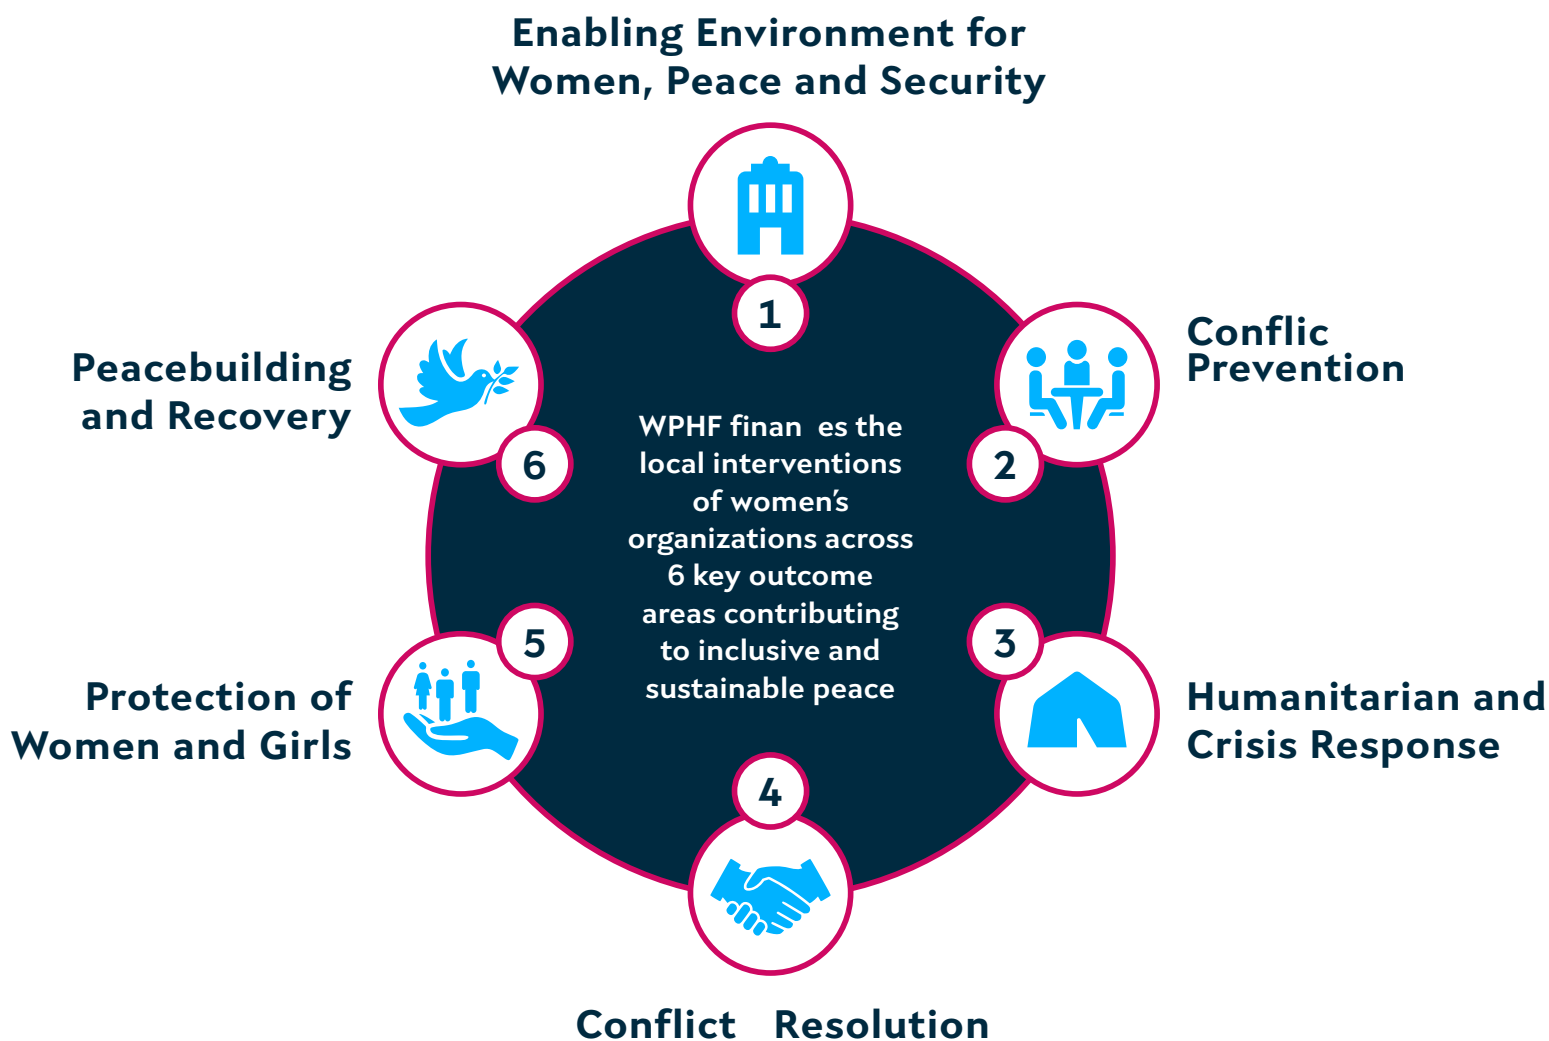 Enabling Environment for
Women, Peace and Security
1
Conflic
Prevention
2
3
Humanitarian and
Crisis Response
4
Conflict Resolution
5
Protection of
Women and Girls
6
Peacebuilding
and Recovery
WPHF finan es the
local interventions
of women's
organizations across
6 key outcome
areas contributing
to inclusive and
sustainable peace